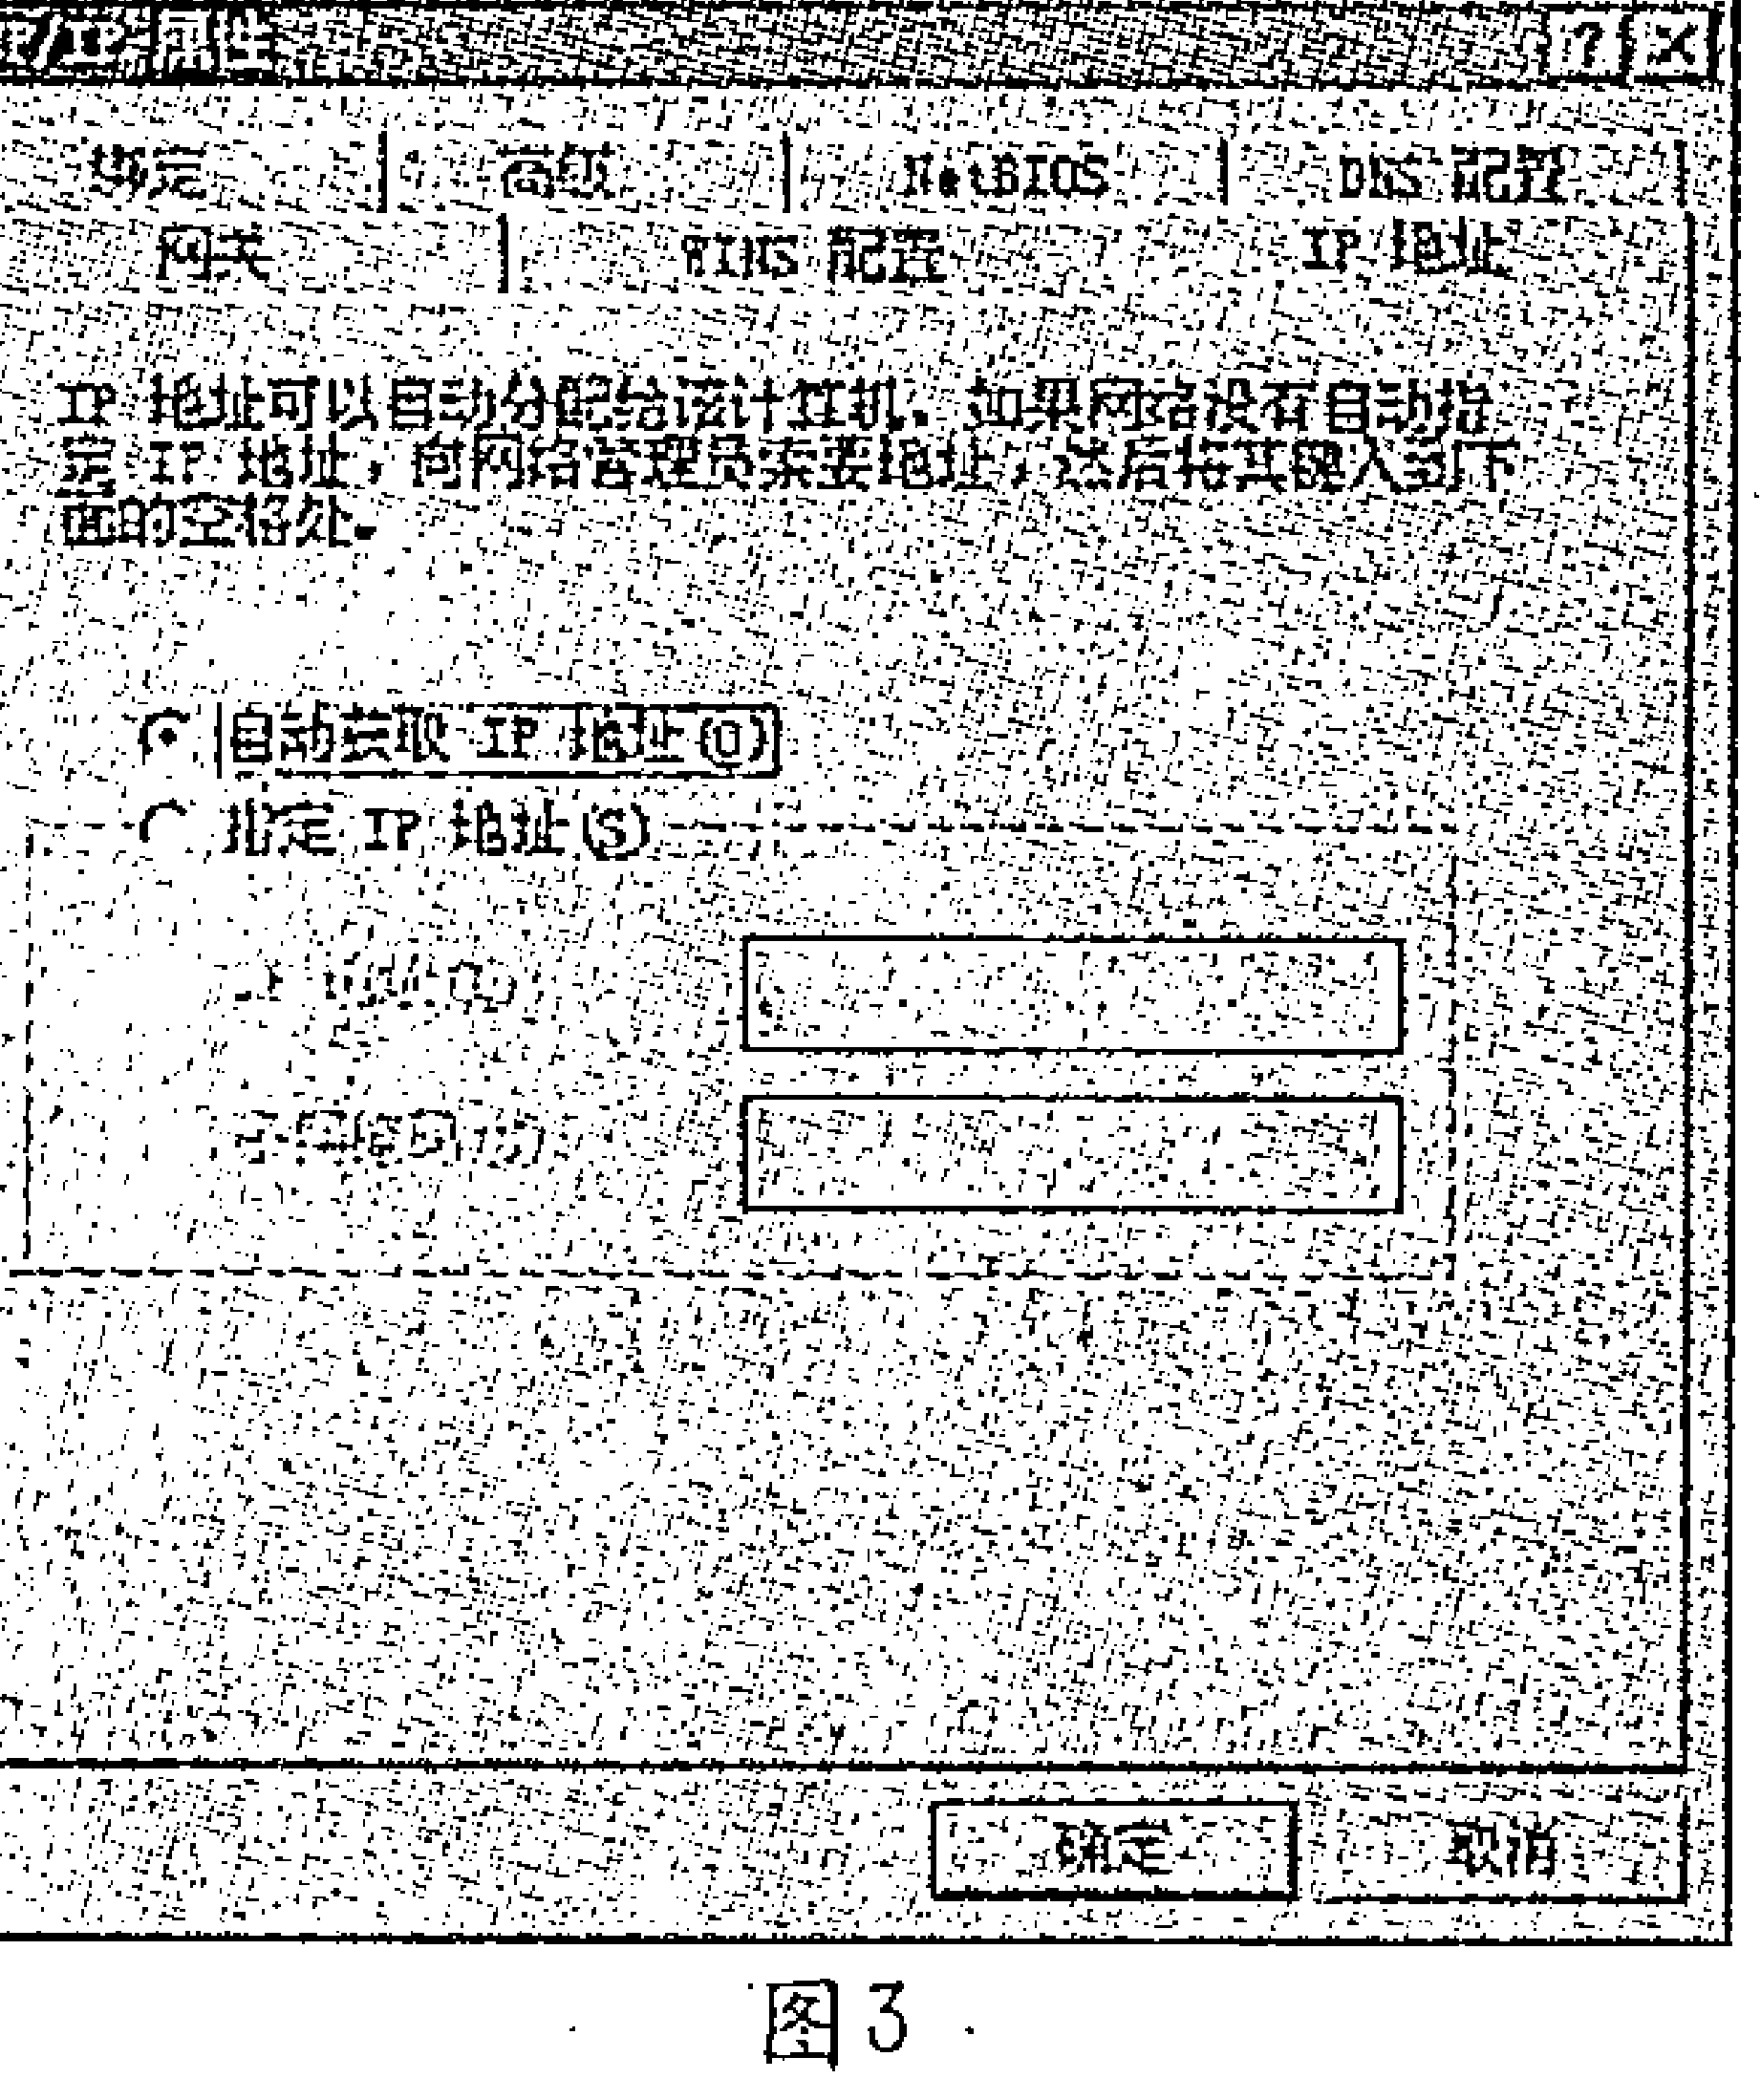 P/IP 属性
绑定 高级 NetBIOS DNS 配置
网关 WINS 配置 IP 地址
IP 地址可以自动分配给该计算机。如果网络没有自动指
定 IP 地址，向网络管理员索要地址，然后将其键入到下
面的空格处。
自动获取 IP 地址(O)
指定 IP 地址(S)
确定 取消
图3